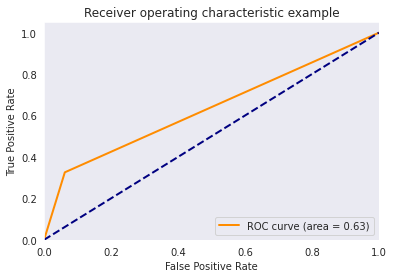 Receiver operating characteristic example
True Positive Rate
1.0
0.8
0.6
0.4
0.2
0.0
ROC curve (area = 0.63)
0.0 0.2 0.4 0.6 0.8 1.0
False Positive Rate